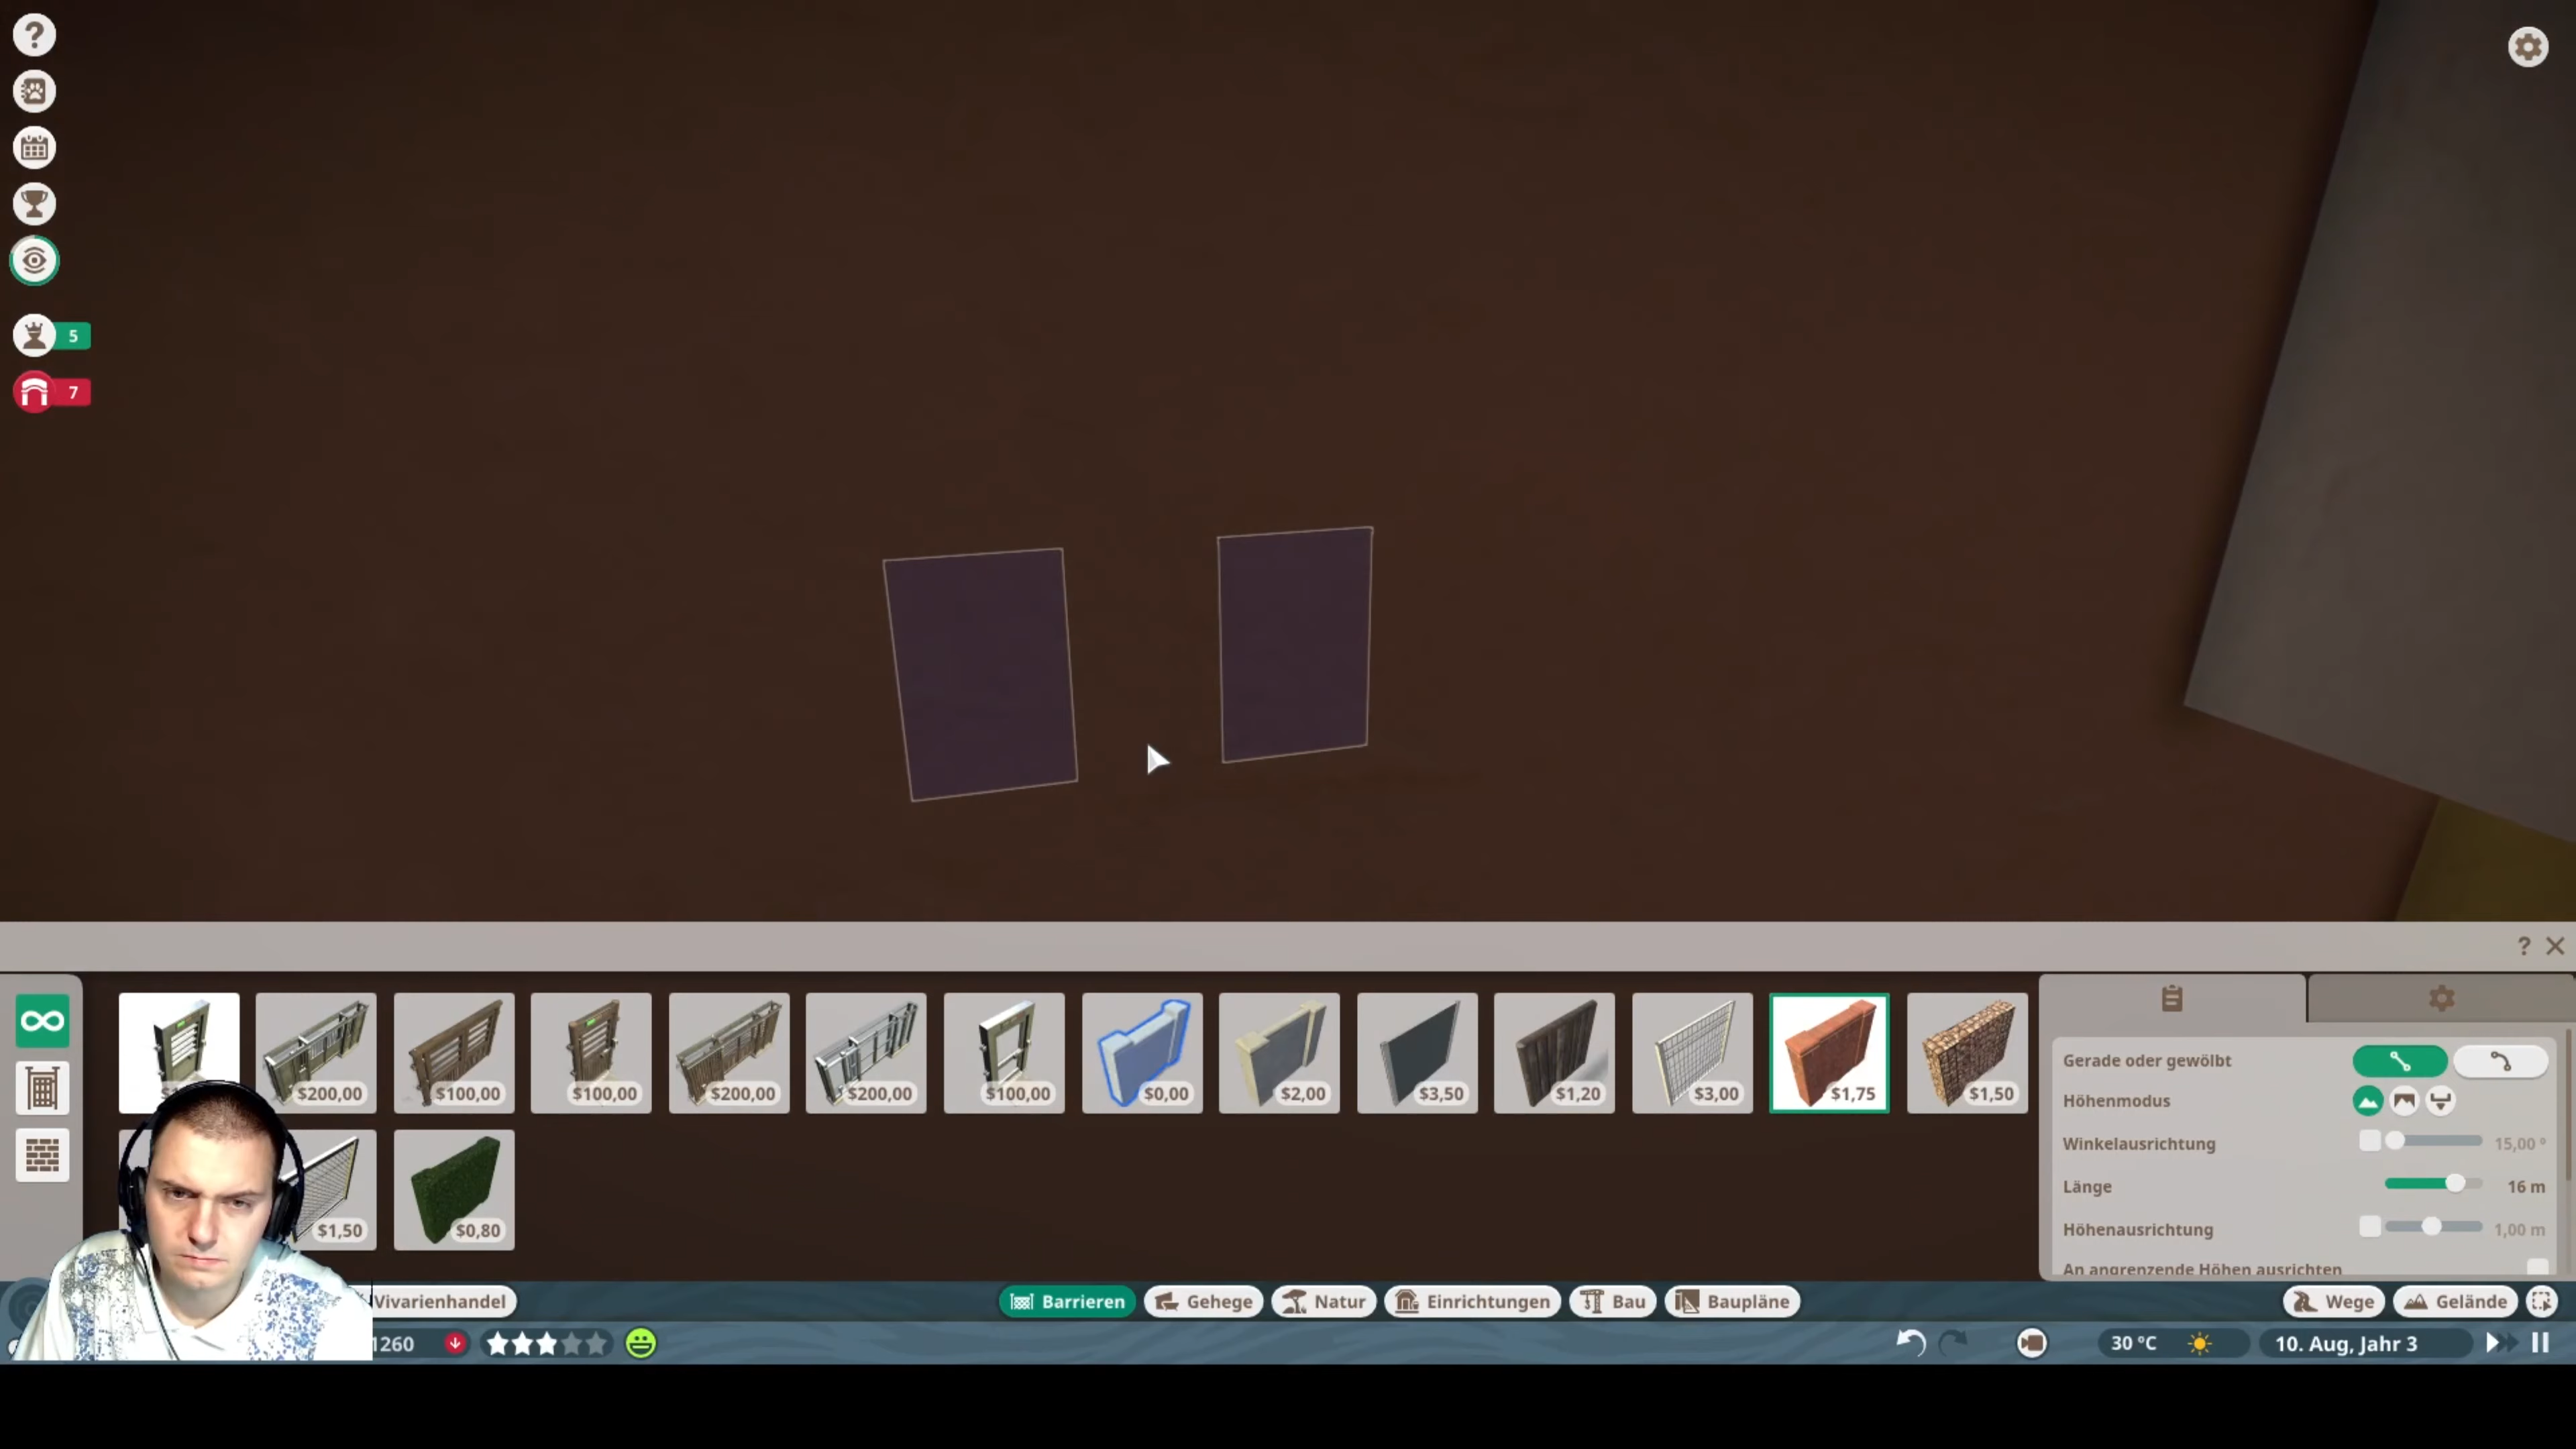 ?
5
7
? ×
$200,00 $100,00 $100,00 $200,00 $200,00 $100,00 $0,00 $2,00 $3,50 $1,20 $3,00 $1,75 $1,50
$1,50 $0,80
Gerade oder gewölbt
Höhenmodus
Winkelausrichtung 15,00 °
Länge 16 m
Höhenausrichtung 1,00 m
An angrenzende Höhen ausrichten
Vivarienhandel Barrieren Gehege Natur Einrichtungen Bau Baupläne Wege Gelände
1260 30 °C 10. Aug, Jahr 3